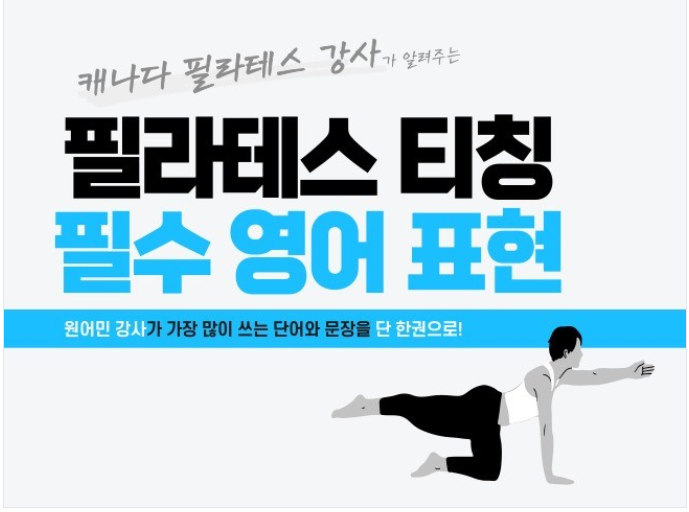 캐나다 필라테스 강사가 알려주는
필라테스 티칭
필수 영어 표현
원어민 강사가 가장 많이 쓰는 단어와 문장을 단 한권으로!